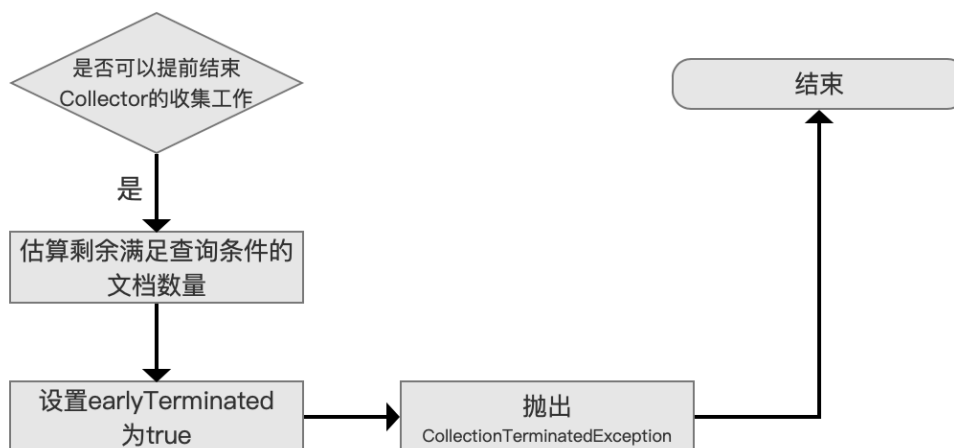 是否可以提前结束
Collector的收集工作
结束
是
估算剩余满足查询条件的
文档数量
设置earlyTerminated
为true
抛出
CollectionTerminatedException